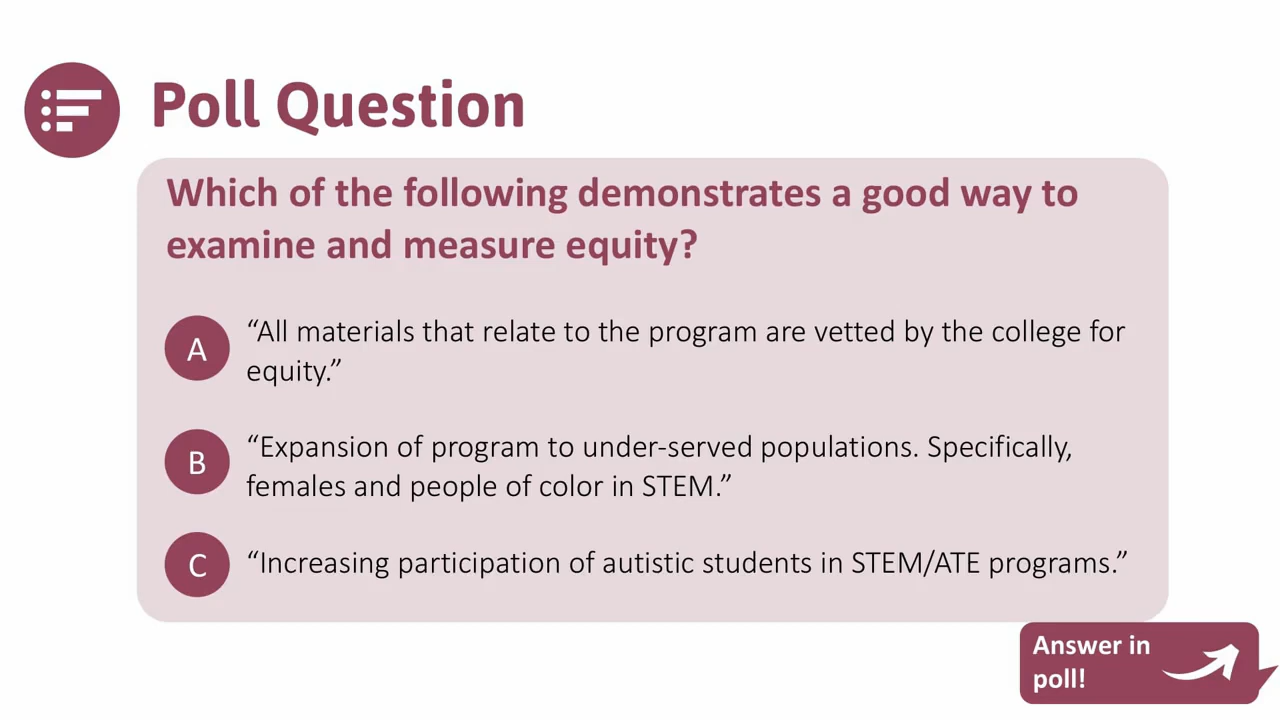 Poll Question
Which of the following demonstrates a good way to
examine and measure equity?
A
“All materials that relate to the program are vetted by the college for
equity.”
B
“Expansion of program to under-served populations. Specifically,
females and people of color in STEM.”
C
“Increasing participation of autistic students in STEM/ATE programs.”
Answer in
poll!